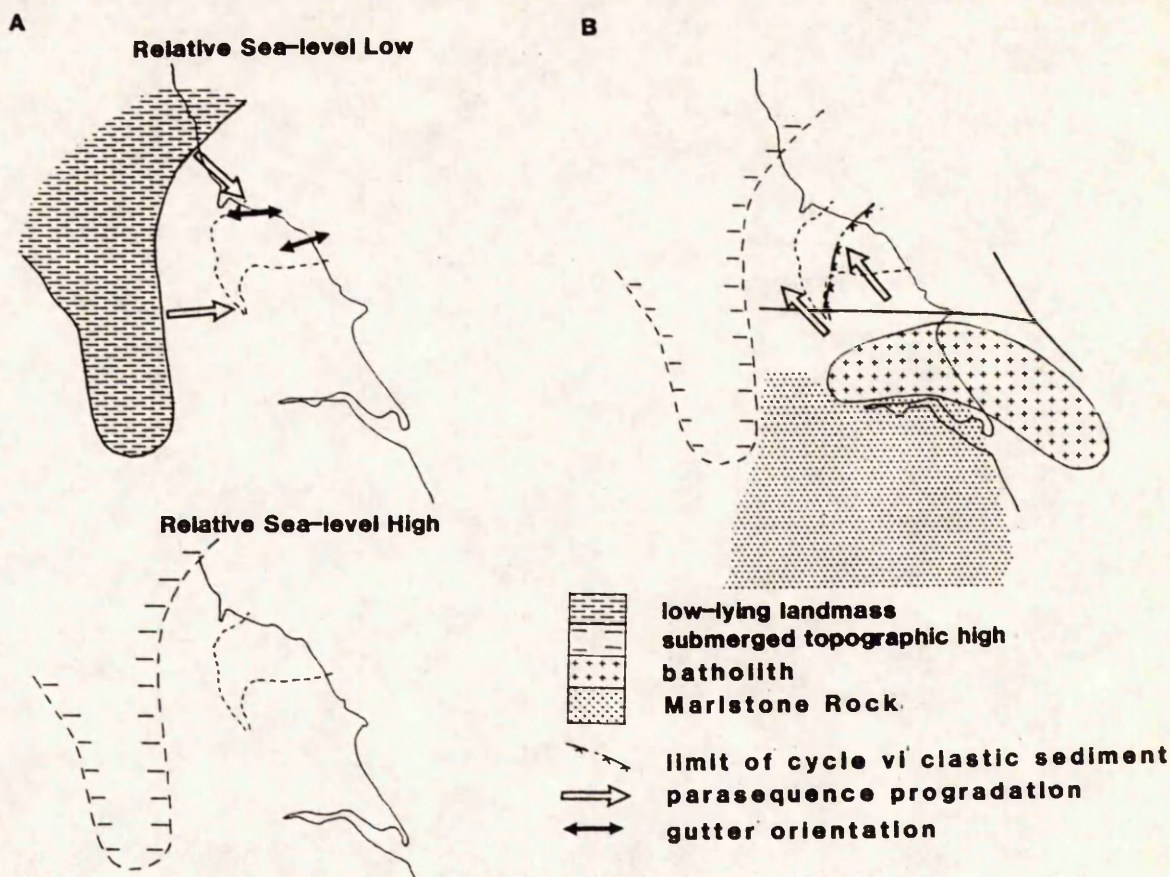 A
Relative Sea-level Low
Relative Sea-level High
B
low-lying landmass
submerged topographic high
batholith
Marlstone Rock
limit of cycle vi clastic sediment
parasequence progradation
gutter orientation